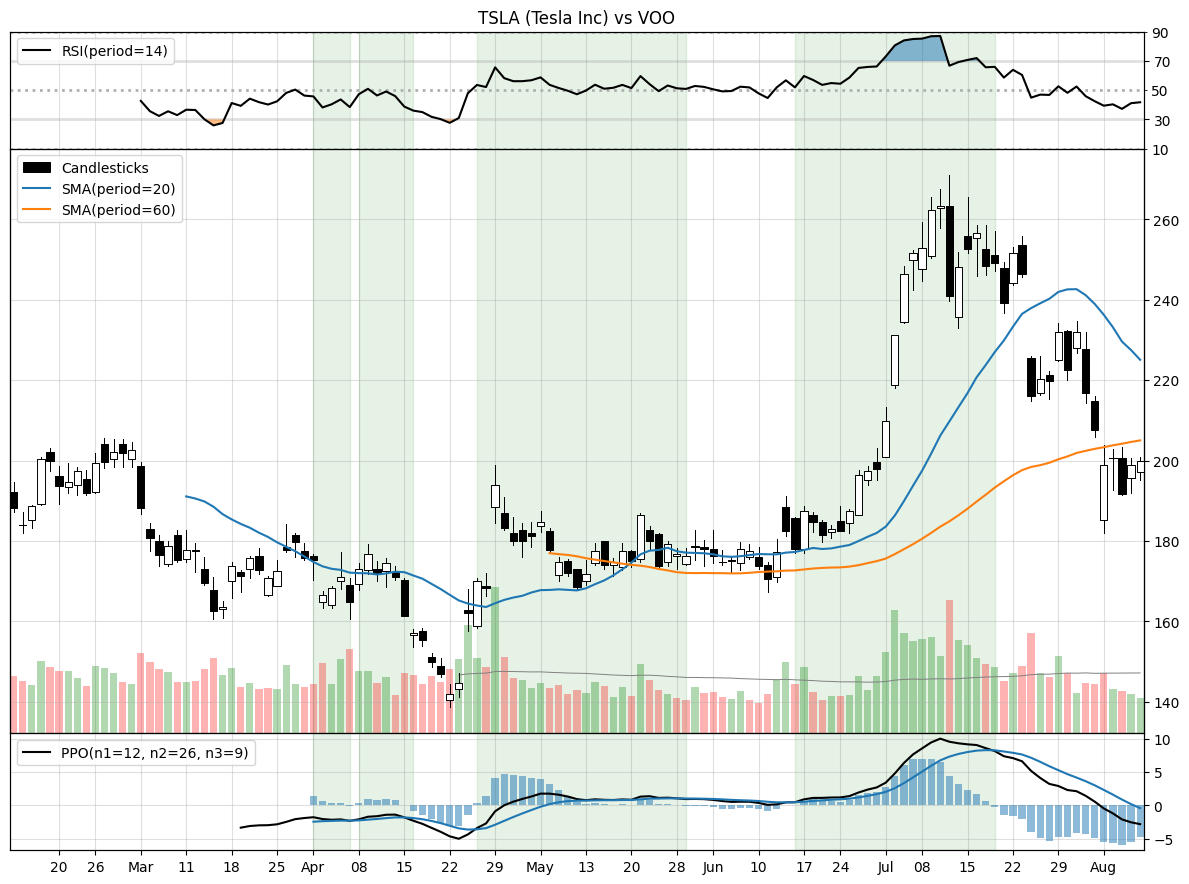 TSLA (Tesla Inc) vs VOO
RSI(period=14)
90
70
50
30
10
Candlesticks
SMA(period=20)
SMA(period=60)
260
240
220
200
180
160
140
PPO(n1=12, n2=26, n3=9)
10
5
0
−5
20 26 Mar 11 18 25 Apr 08 15 22 29 May 13 20 28 Jun 10 17 24 Jul 08 15 22 29 Aug